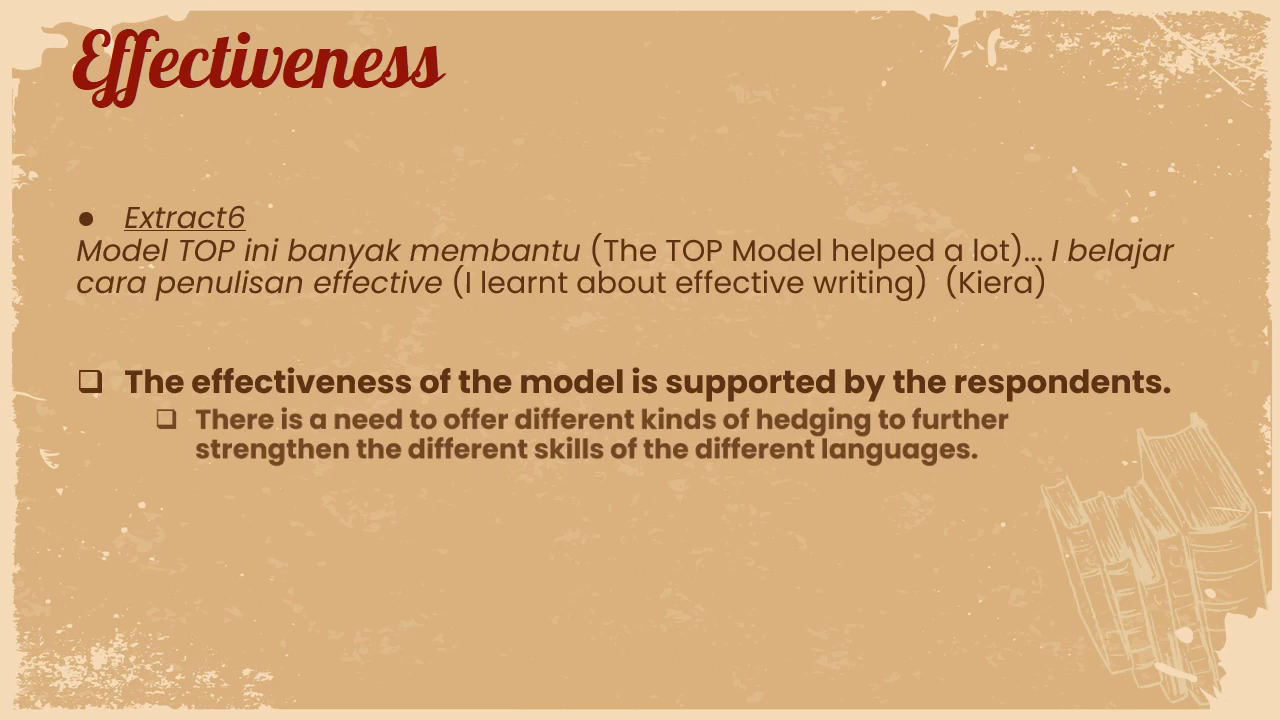 Effectiveness
● Extract6
Model TOP ini banyak membantu (The TOP Model helped a lot)... I belajar
cara penulisan effective (I learnt about effective writing)  (Kiera)
❑ The effectiveness of the model is supported by the respondents.
❑ There is a need to offer different kinds of hedging to further
strengthen the different skills of the different languages.